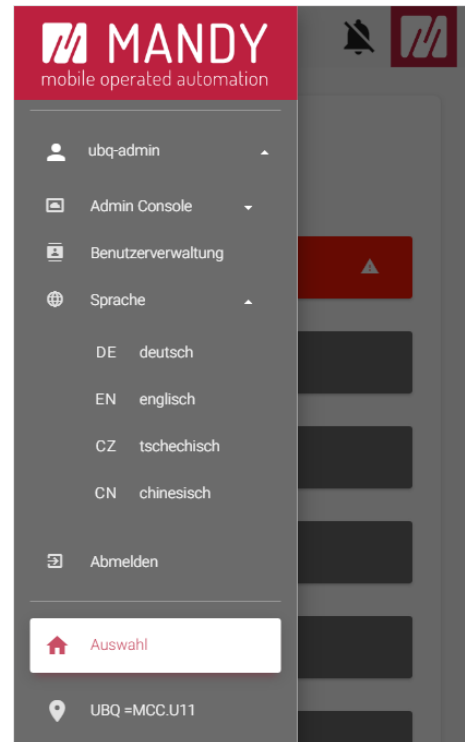 MANDY
mobile operated automation
ubq-admin
Admin Console
Benutzerverwaltung
Sprache
DE deutsch
EN englisch
CZ tschechisch
CN chinesisch
Abmelden
Auswahl
UBQ =MCC.U11